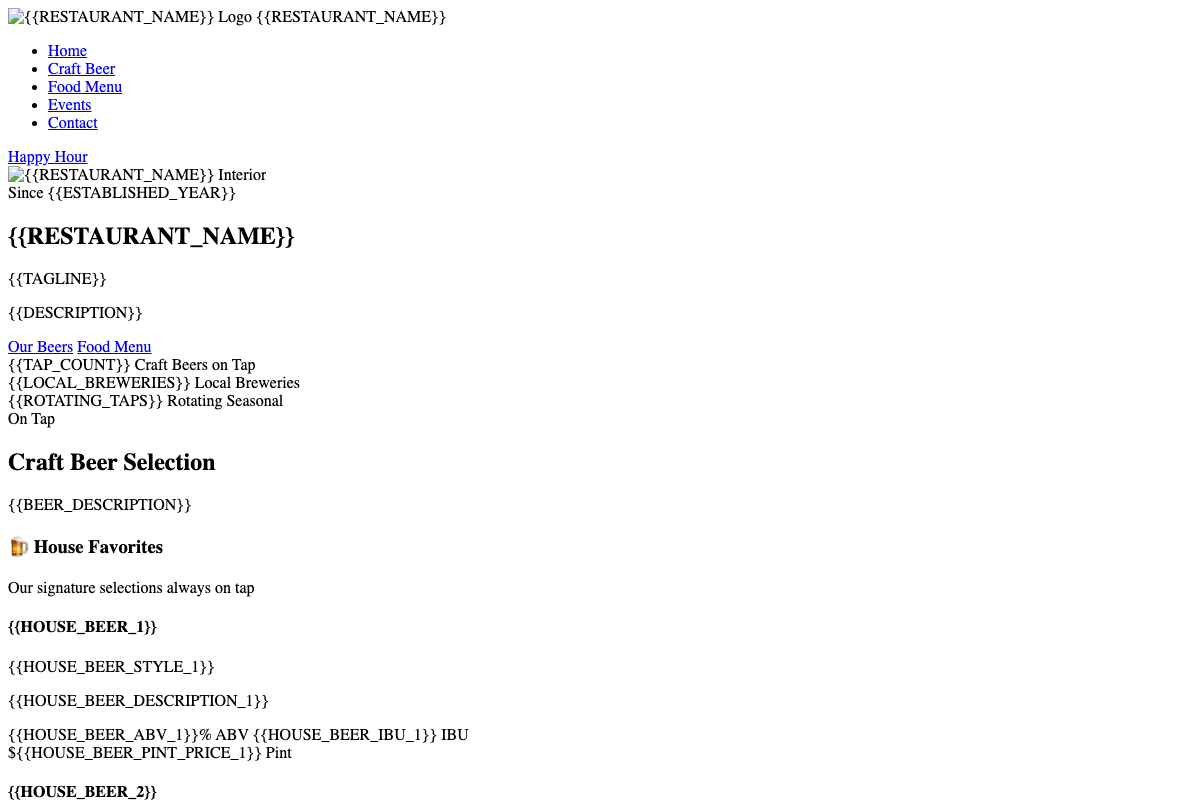 {{RESTAURANT_NAME}} Logo {{RESTAURANT_NAME}}
Home
Craft Beer
Food Menu
Events
Contact
Happy Hour
{{RESTAURANT_NAME}} Interior
Since {{ESTABLISHED_YEAR}}
{{RESTAURANT_NAME}}
{{TAGLINE}}
{{DESCRIPTION}}
Our Beers Food Menu
{{TAP_COUNT}} Craft Beers on Tap
{{LOCAL_BREWERIES}} Local Breweries
{{ROTATING_TAPS}} Rotating Seasonal
On Tap
Craft Beer Selection
{{BEER_DESCRIPTION}}
🍺 House Favorites
Our signature selections always on tap
{{HOUSE_BEER_1}}
{{HOUSE_BEER_STYLE_1}}
{{HOUSE_BEER_DESCRIPTION_1}}
{{HOUSE_BEER_ABV_1}}% ABV {{HOUSE_BEER_IBU_1}} IBU
${{HOUSE_BEER_PINT_PRICE_1}} Pint
{{HOUSE_BEER_2}}